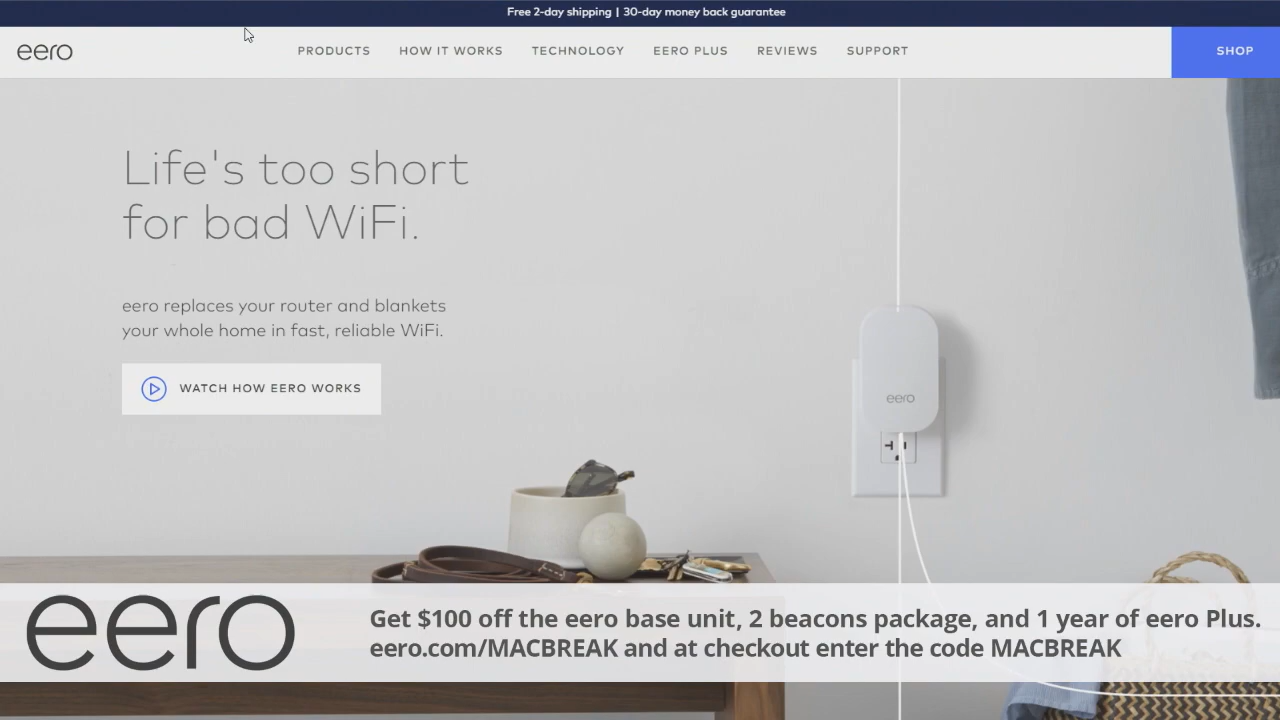 Free 2-day shipping | 30-day money back guarantee
eero
PRODUCTS
HOW IT WORKS
TECHNOLOGY
EERO PLUS
REVIEWS
SUPPORT
SHOP
Life's too short
for bad WiFi.
eero replaces your router and blankets
your whole home in fast, reliable WiFi.
WATCH HOW EERO WORKS
eero
eero
Get $100 off the eero base unit, 2 beacons package, and 1 year of eero Plus.
eero.com/MACBREAK and at checkout enter the code MACBREAK